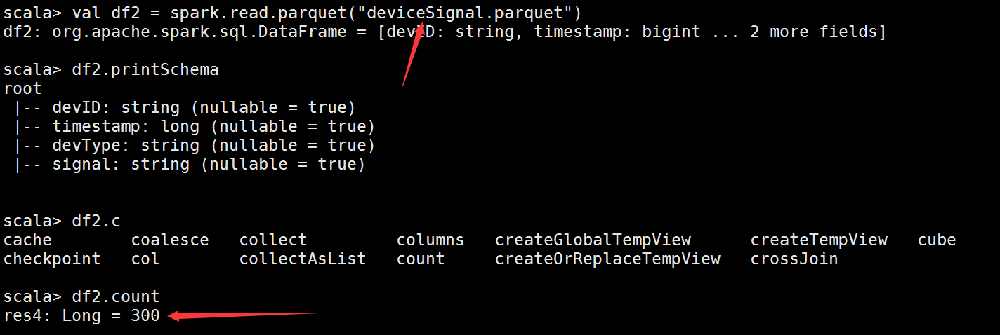 scala> val df2 = spark.read.parquet("deviceSignal.parquet")
df2: org.apache.spark.sql.DataFrame = [devID: string, timestamp: bigint ... 2 more fields]
scala> df2.printSchema
root
 |-- devID: string (nullable = true)
 |-- timestamp: long (nullable = true)
 |-- devType: string (nullable = true)
 |-- signal: string (nullable = true)
scala> df2.c
cache        coalesce   collect         columns   createGlobalTempView      createTempView   cube
checkpoint   col        collectAsList   count     createOrReplaceTempView   crossJoin
scala> df2.count
res4: Long = 300